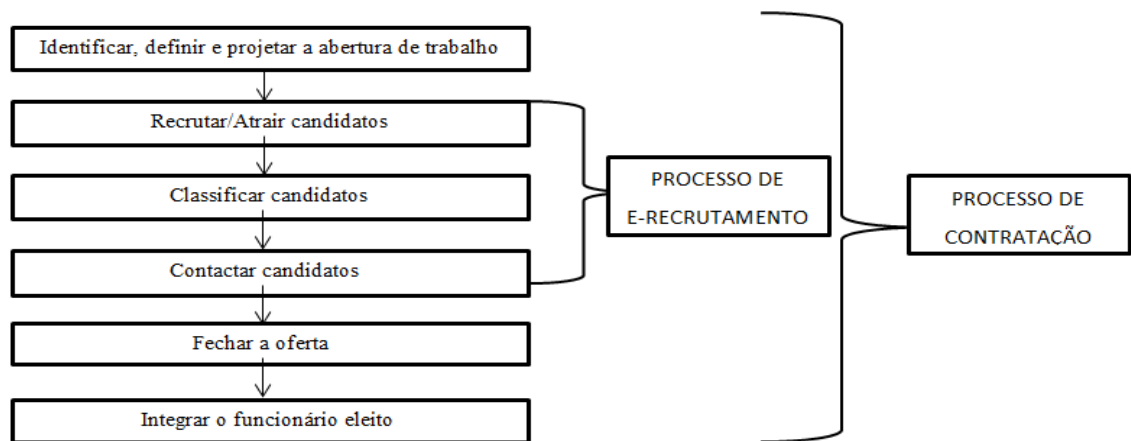 Identificar, definir e projetar a abertura de trabalho
Recrutar/Atrair candidatos
Classificar candidatos
Contactar candidatos
Fechar a oferta
Integrar o funcionário eleito
PROCESSO DE
E-RECRUTAMENTO
PROCESSO DE
CONTRATAÇÃO